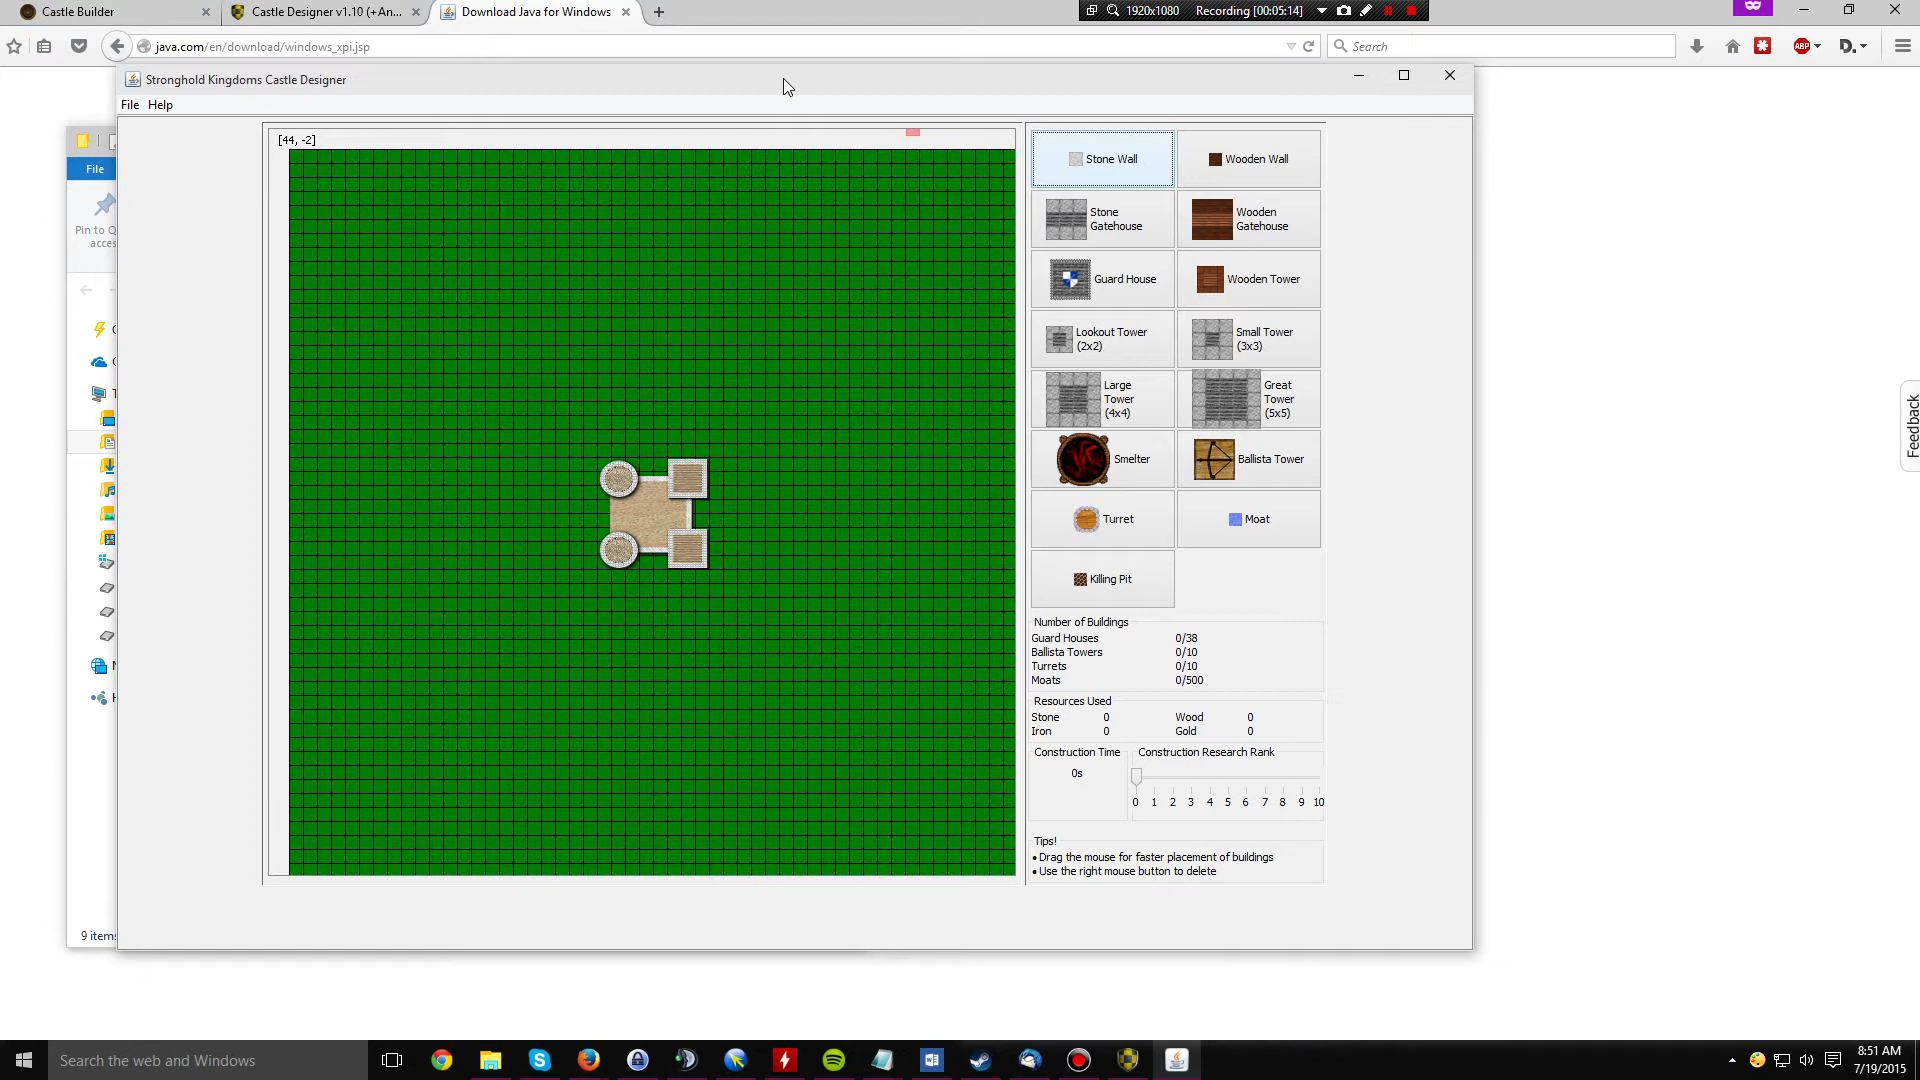 Castle Builder
Castle Designer v1.10 (+An...
Download Java for Windows
1920x1080
Recording [00:05:14]
java.com/en/download/windows_xpi.jsp
Search
ABP
D.
Stronghold Kingdoms Castle Designer
File
Help
[44, -2]
File
Pin to Q
acces
9 items
Stone Wall
Wooden Wall
Stone
Gatehouse
Wooden
Gatehouse
Guard House
Wooden Tower
Lookout Tower
(2x2)
Small Tower
(3x3)
Large
Tower
(4x4)
Great
Tower
(5x5)
Smelter
Ballista Tower
Turret
Moat
Killing Pit
Number of Buildings
Guard Houses 0/38
Ballista Towers 0/10
Turrets 0/10
Moats 0/500
Resources Used
Stone 0 Wood 0
Iron 0 Gold 0
Construction Time
0s
Construction Research Rank
0 1 2 3 4 5 6 7 8 9 10
Tips!
• Drag the mouse for faster placement of buildings
• Use the right mouse button to delete
Feedback
Search the web and Windows
8:51 AM
7/19/2015